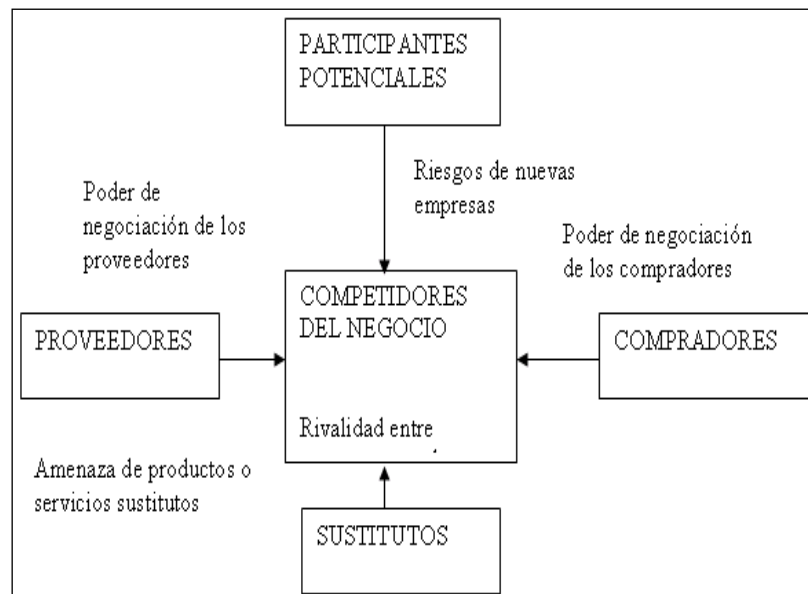 PARTICIPANTES
POTENCIALES
Riesgos de nuevas
empresas
Poder de
negociación de los
proveedores
Poder de negociación
de los compradores
COMPETIDORES
DEL NEGOCIO
PROVEEDORES
COMPRADORES
Rivalidad entre
Amenaza de productos o
servicios sustitutos
SUSTITUTOS